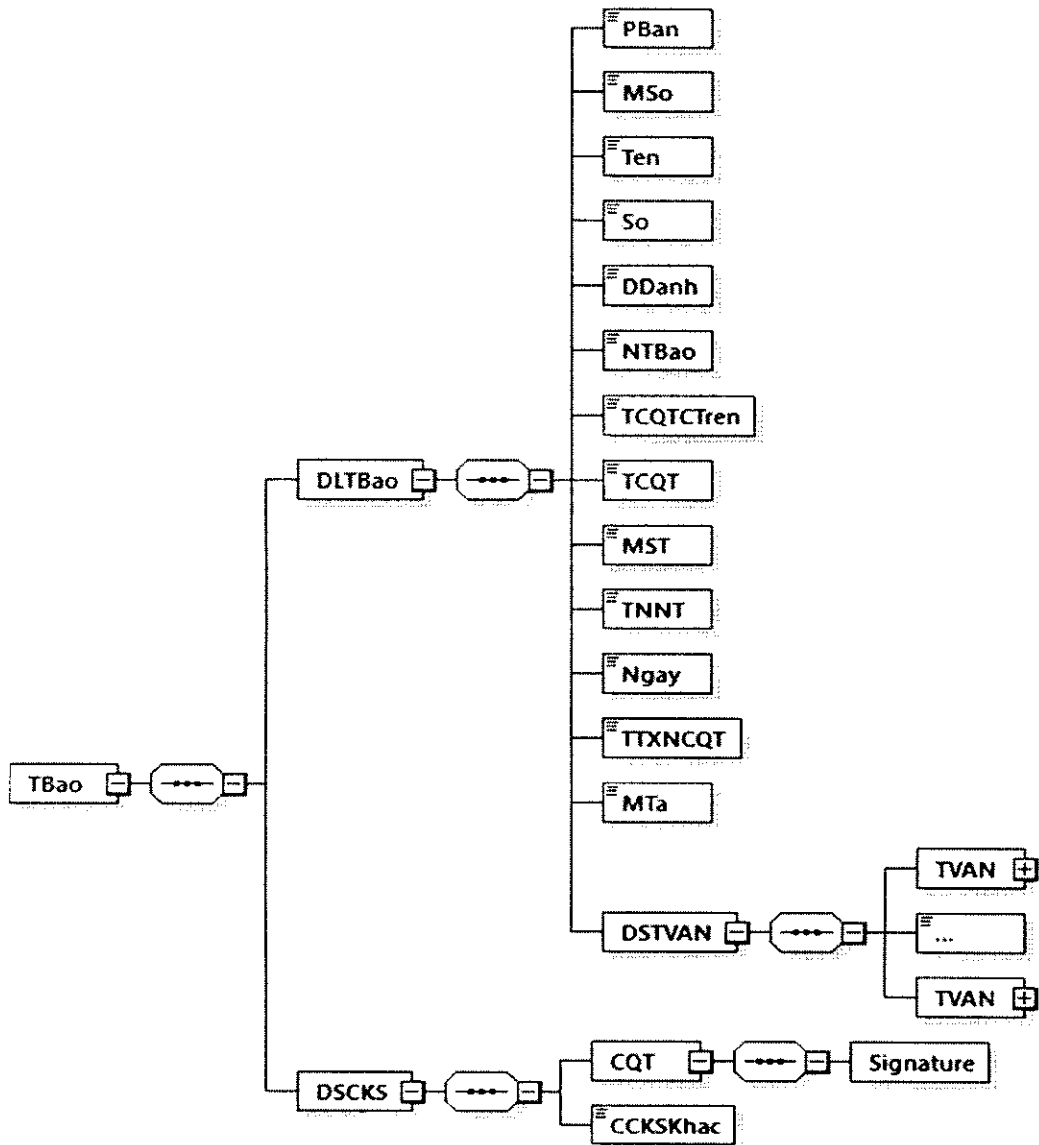 PBan
MSo
Ten
So
DDanh
NTBao
TCQTCTren
DLTBao
TCQT
MST
TNNT
Ngay
TTXNCQT
TBao
MTa
TVAN
DSTVAN
...
TVAN
CQT
Signature
DSCKS
CCKSKhac